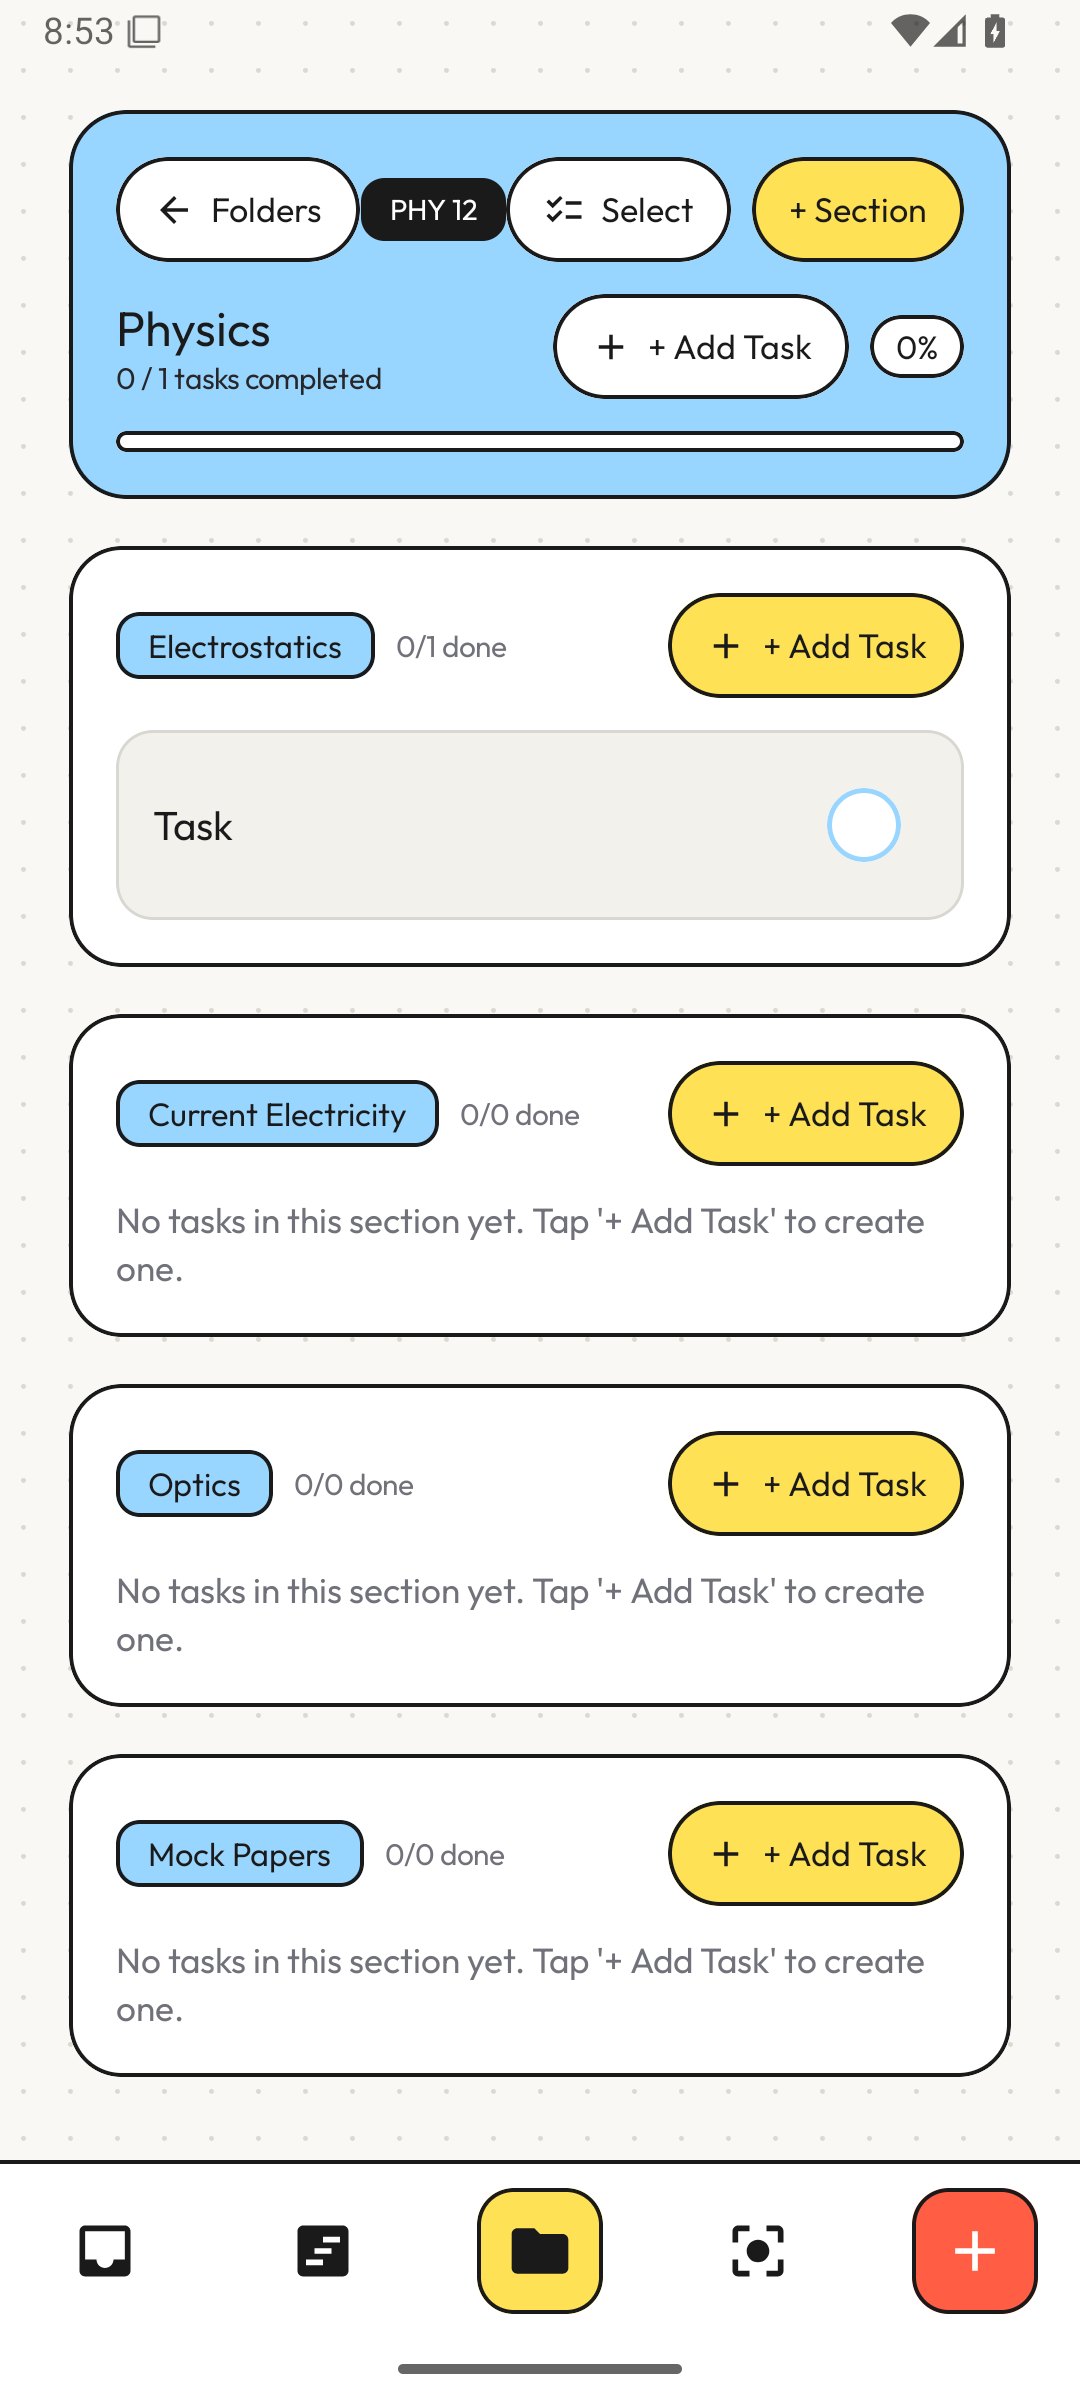 8:53
Folders
PHY 12
Select
+ Section
Physics
+ Add Task
0%
0 / 1 tasks completed
Electrostatics
0/1 done
+ Add Task
Task
Current Electricity
0/0 done
+ Add Task
No tasks in this section yet. Tap '+ Add Task' to create
one.
Optics
0/0 done
+ Add Task
No tasks in this section yet. Tap '+ Add Task' to create
one.
Mock Papers
0/0 done
+ Add Task
No tasks in this section yet. Tap '+ Add Task' to create
one.